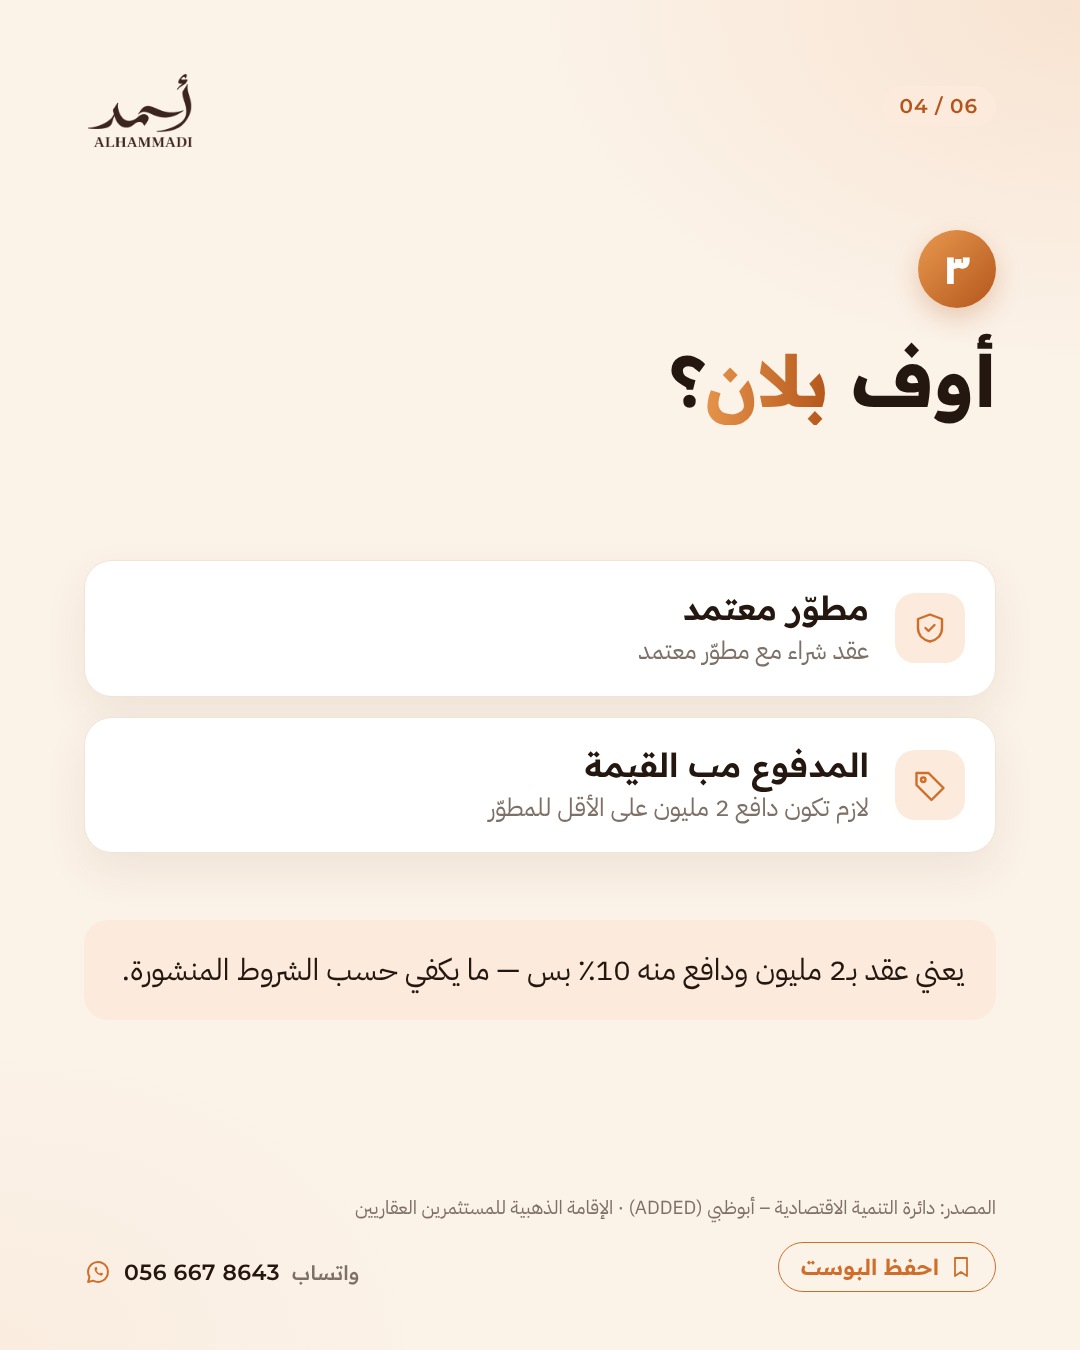 أحمد
ALHAMMADI
04 / 06
٣
أوف بلان؟
مطوّر معتمد
عقد شراء مع مطوّر معتمد
المدفوع مب القيمة
لازم تكون دافع 2 مليون على الأقل للمطوّر
يعني عقد بـ2 مليون ودافع منه 10٪ بس — ما يكفي حسب الشروط المنشورة.
المصدر: دائرة التنمية الاقتصادية – أبوظبي (ADDED) · الإقامة الذهبية للمستثمرين العقاريين
احفظ البوست
واتساب 056 667 8643